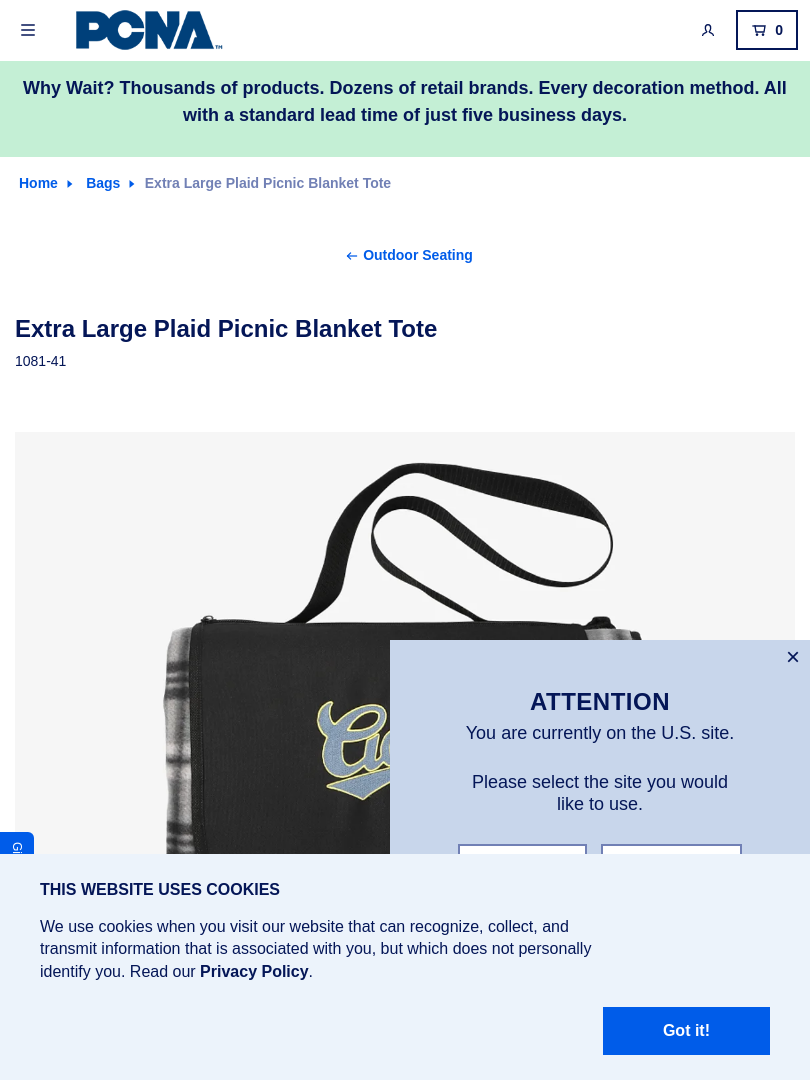 PCNA
TM
0
Why Wait? Thousands of products. Dozens of retail brands. Every decoration method. All
with a standard lead time of just five business days.
Home Bags Extra Large Plaid Picnic Blanket Tote
Outdoor Seating
Extra Large Plaid Picnic Blanket Tote
1081-41
ATTENTION
You are currently on the U.S. site.
Please select the site you would
like to use.
THIS WEBSITE USES COOKIES
We use cookies when you visit our website that can recognize, collect, and
transmit information that is associated with you, but which does not personally
identify you. Read our Privacy Policy.
Got it!